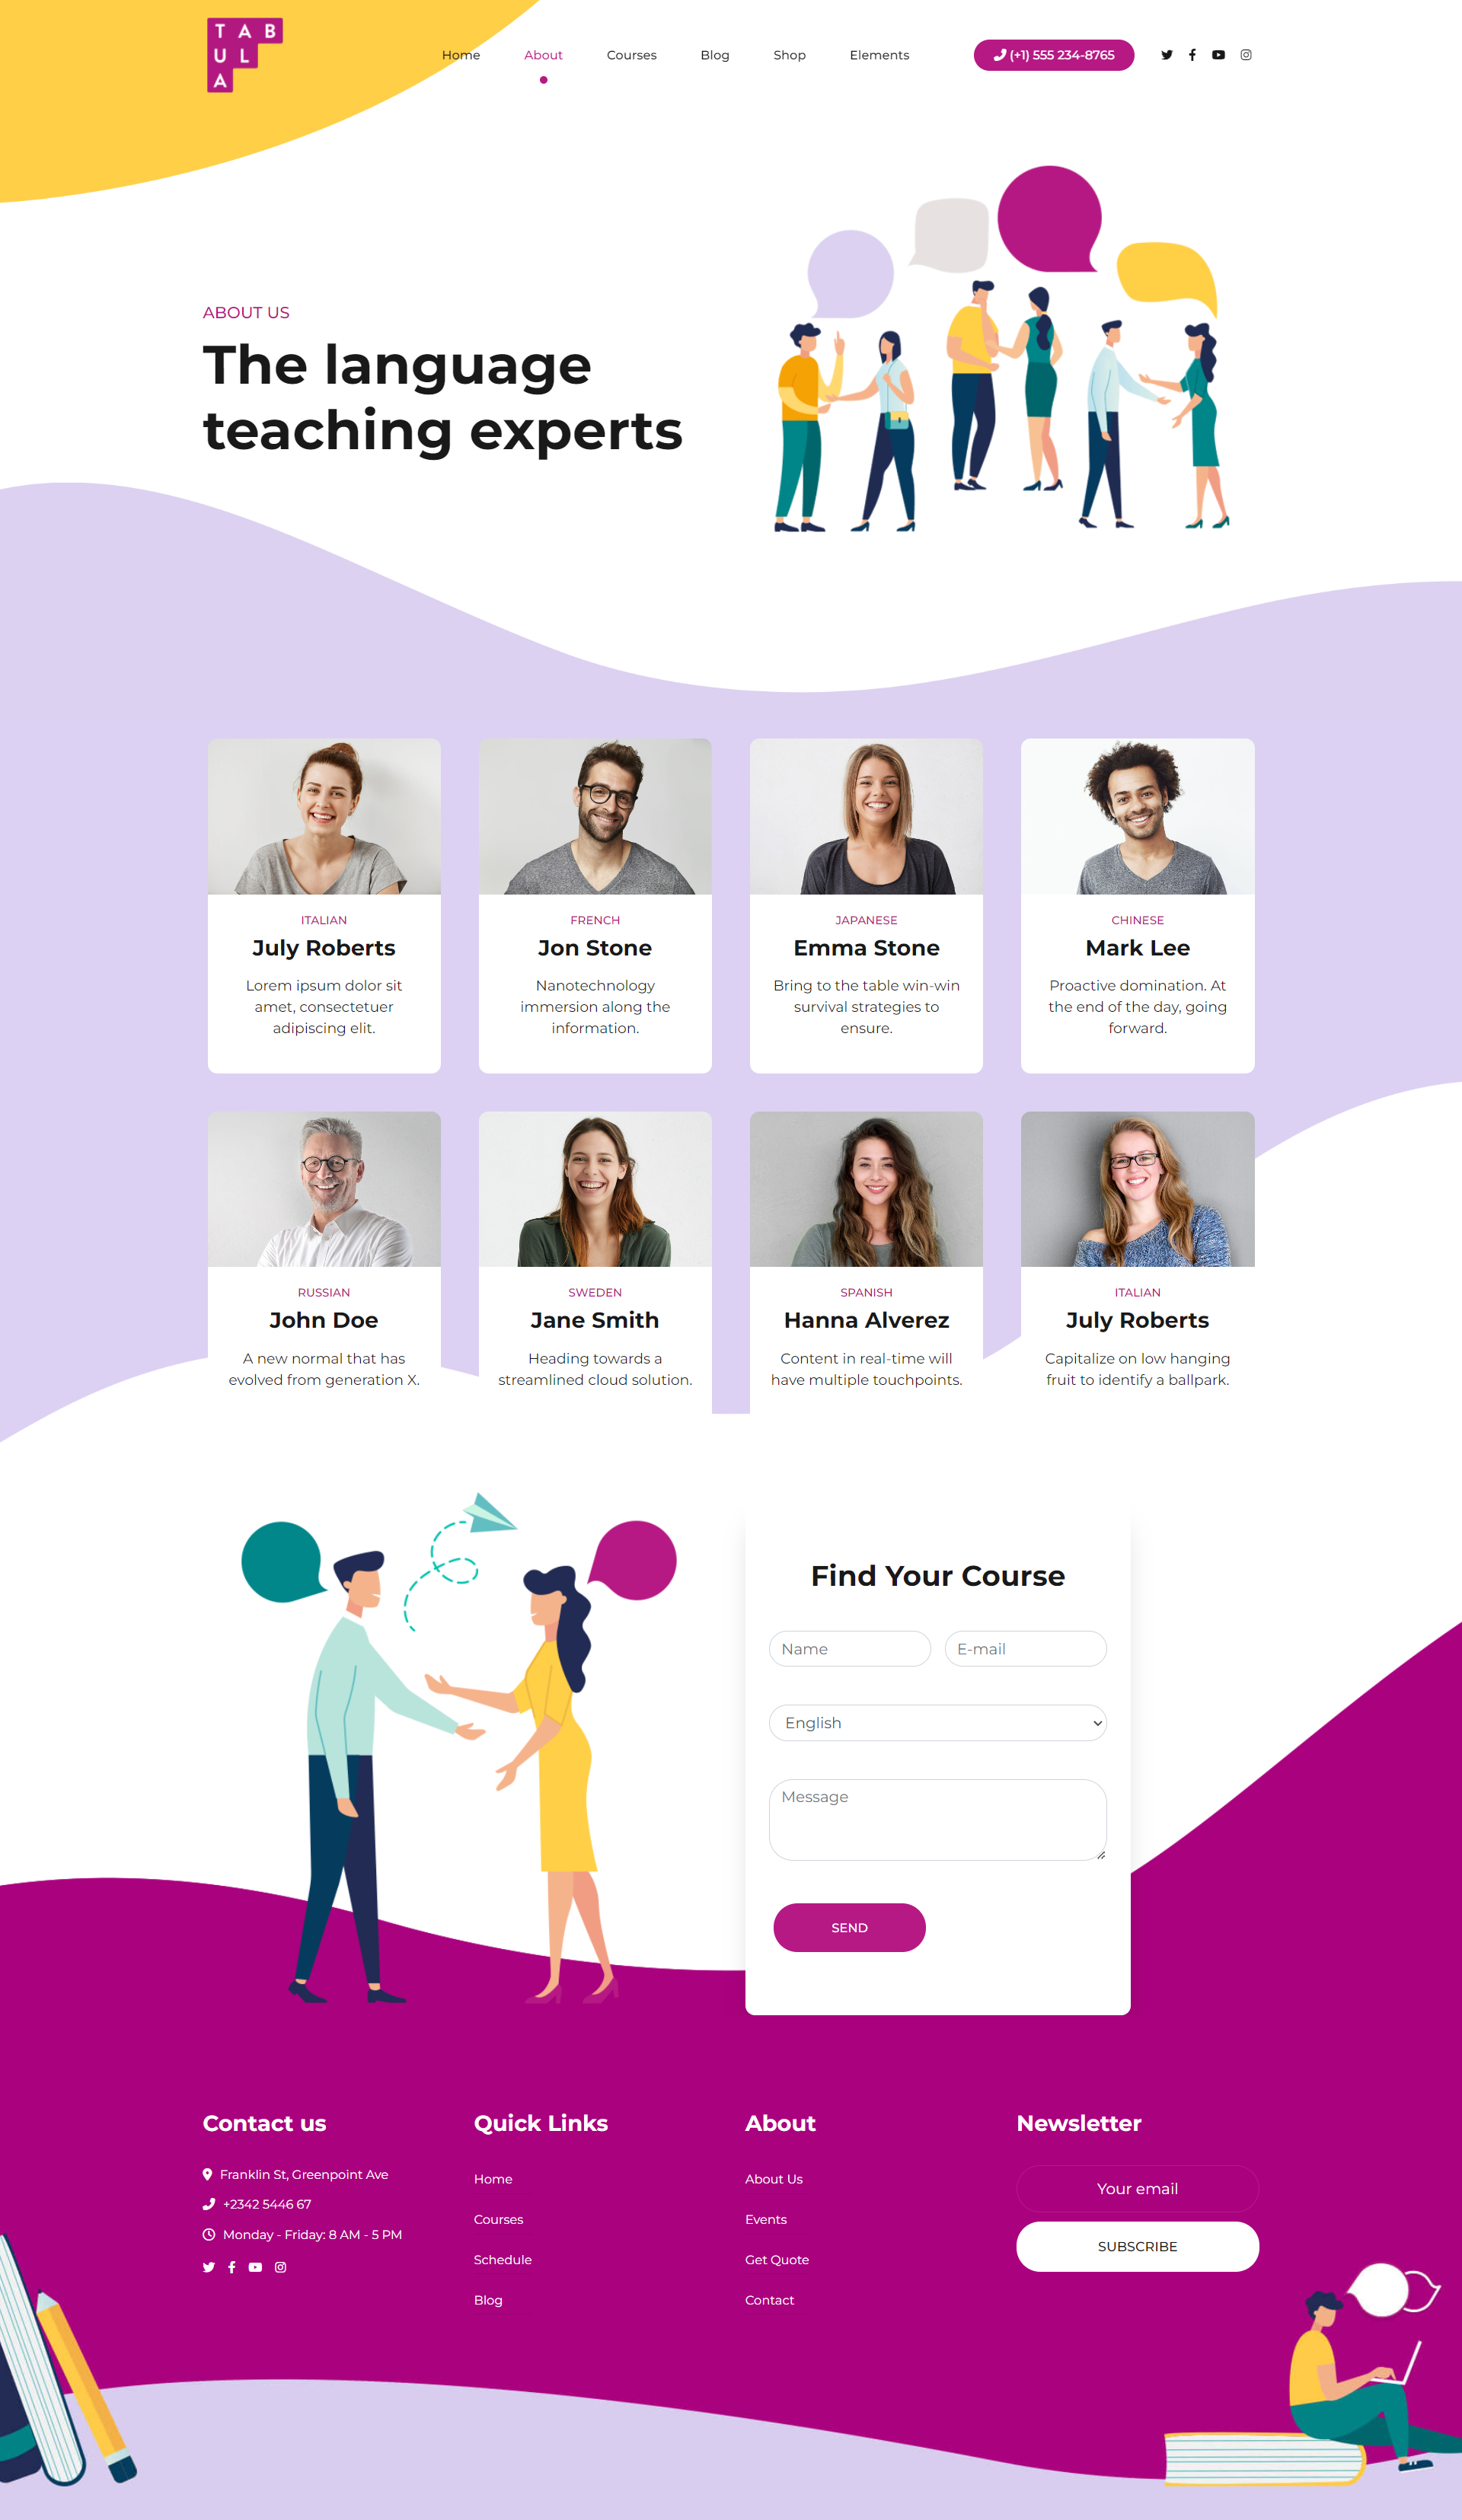 TAB
UL
A
Home About Courses Blog Shop Elements (+1) 555 234-8765
ABOUT US
The language
teaching experts
ITALIAN
July Roberts
Lorem ipsum dolor sit
amet, consectetuer
adipiscing elit.
FRENCH
Jon Stone
Nanotechnology
immersion along the
information.
JAPANESE
Emma Stone
Bring to the table win-win
survival strategies to
ensure.
CHINESE
Mark Lee
Proactive domination. At
the end of the day, going
forward.
RUSSIAN
John Doe
A new normal that has
evolved from generation X.
SWEDEN
Jane Smith
Heading towards a
streamlined cloud solution.
SPANISH
Hanna Alverez
Content in real-time will
have multiple touchpoints.
ITALIAN
July Roberts
Capitalize on low hanging
fruit to identify a ballpark.
Find Your Course
Name E-mail
English
Message
SEND
Contact us
Franklin St, Greenpoint Ave
+2342 5446 67
Monday - Friday: 8 AM - 5 PM
Quick Links
Home
Courses
Schedule
Blog
About
About Us
Events
Get Quote
Contact
Newsletter
Your email
SUBSCRIBE